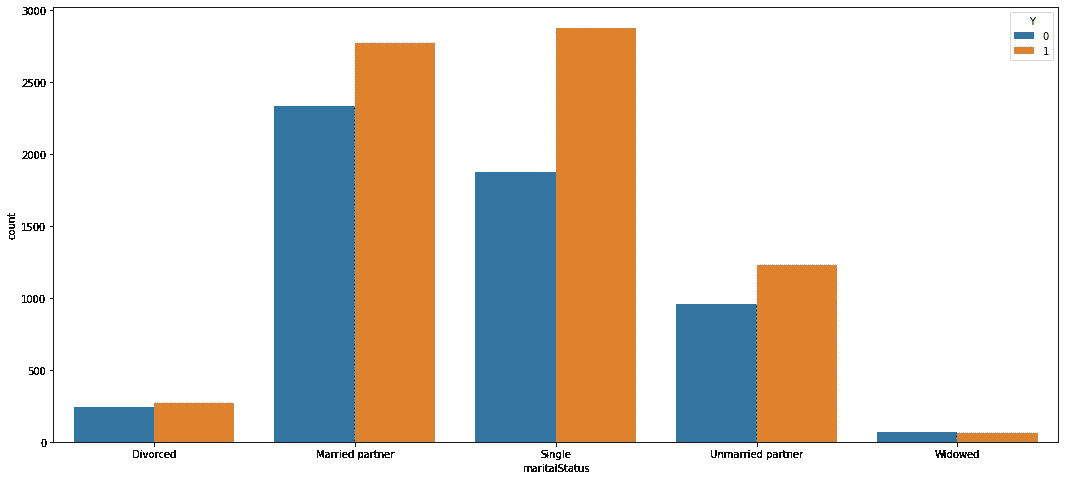 3000
2500
2000
1500
1000
500
0
count
Y
0
1
Divorced
Married partner
Single
Unmarried partner
Widowed
maritalStatus